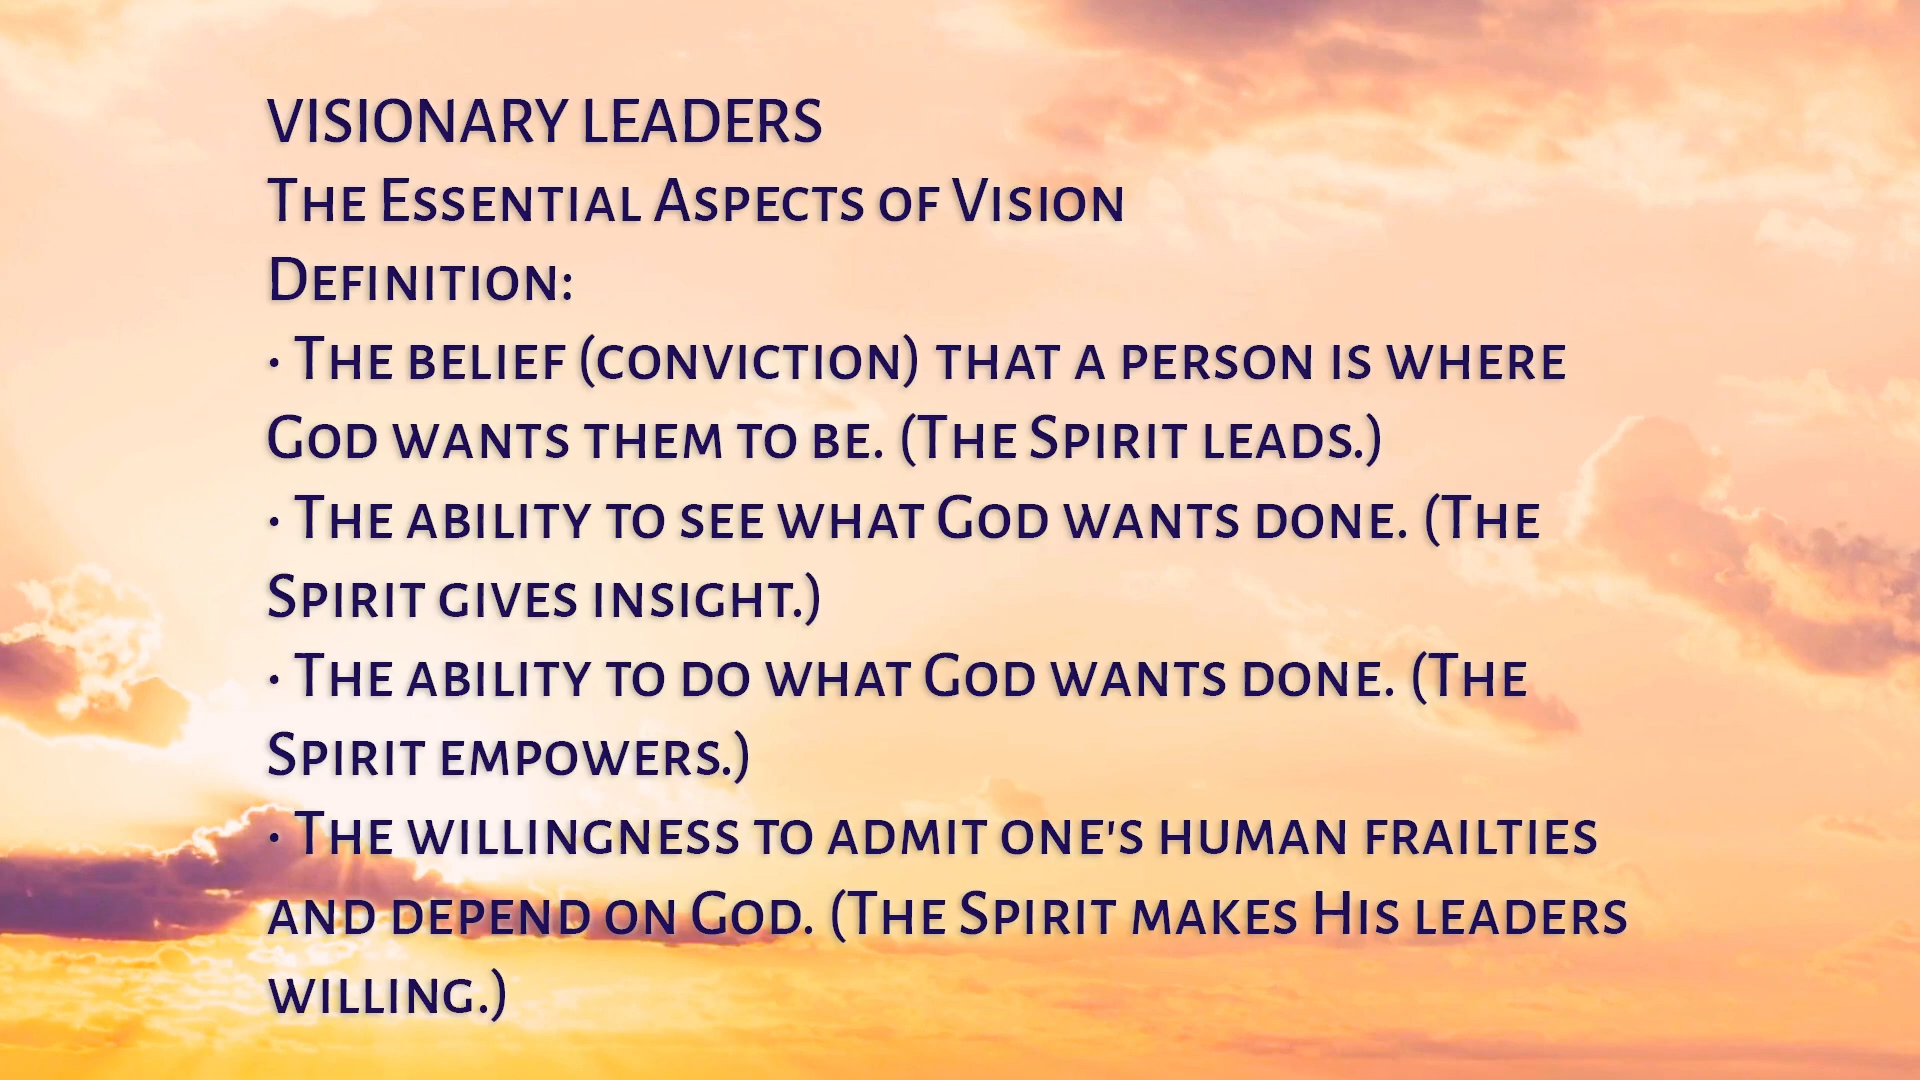 VISIONARY LEADERS
The Essential Aspects of Vision
Definition:
• The belief (conviction) that a person is where
God wants them to be. (The Spirit leads.)
• The ability to see what God wants done. (The
Spirit gives insight.)
• The ability to do what God wants done. (The
Spirit empowers.)
• The willingness to admit one's human frailties
and depend on God. (The Spirit makes His leaders
willing.)